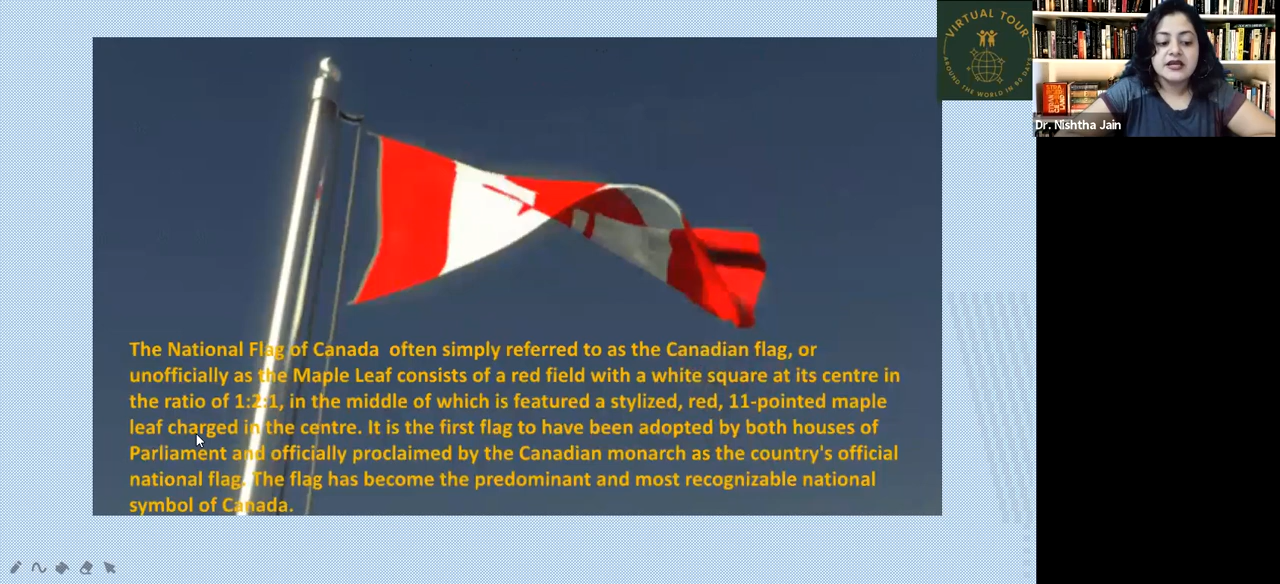 VIRTUAL TOUR
AROUND THE WORLD IN 90 DAYS
Dr. Nishtha Jain
The National Flag of Canada often simply referred to as the Canadian flag, or
unofficially as the Maple Leaf consists of a red field with a white square at its centre in
the ratio of 1:2:1, in the middle of which is featured a stylized, red, 11-pointed maple
leaf charged in the centre. It is the first flag to have been adopted by both houses of
Parliament and officially proclaimed by the Canadian monarch as the country's official
national flag. The flag has become the predominant and most recognizable national
symbol of Canada.